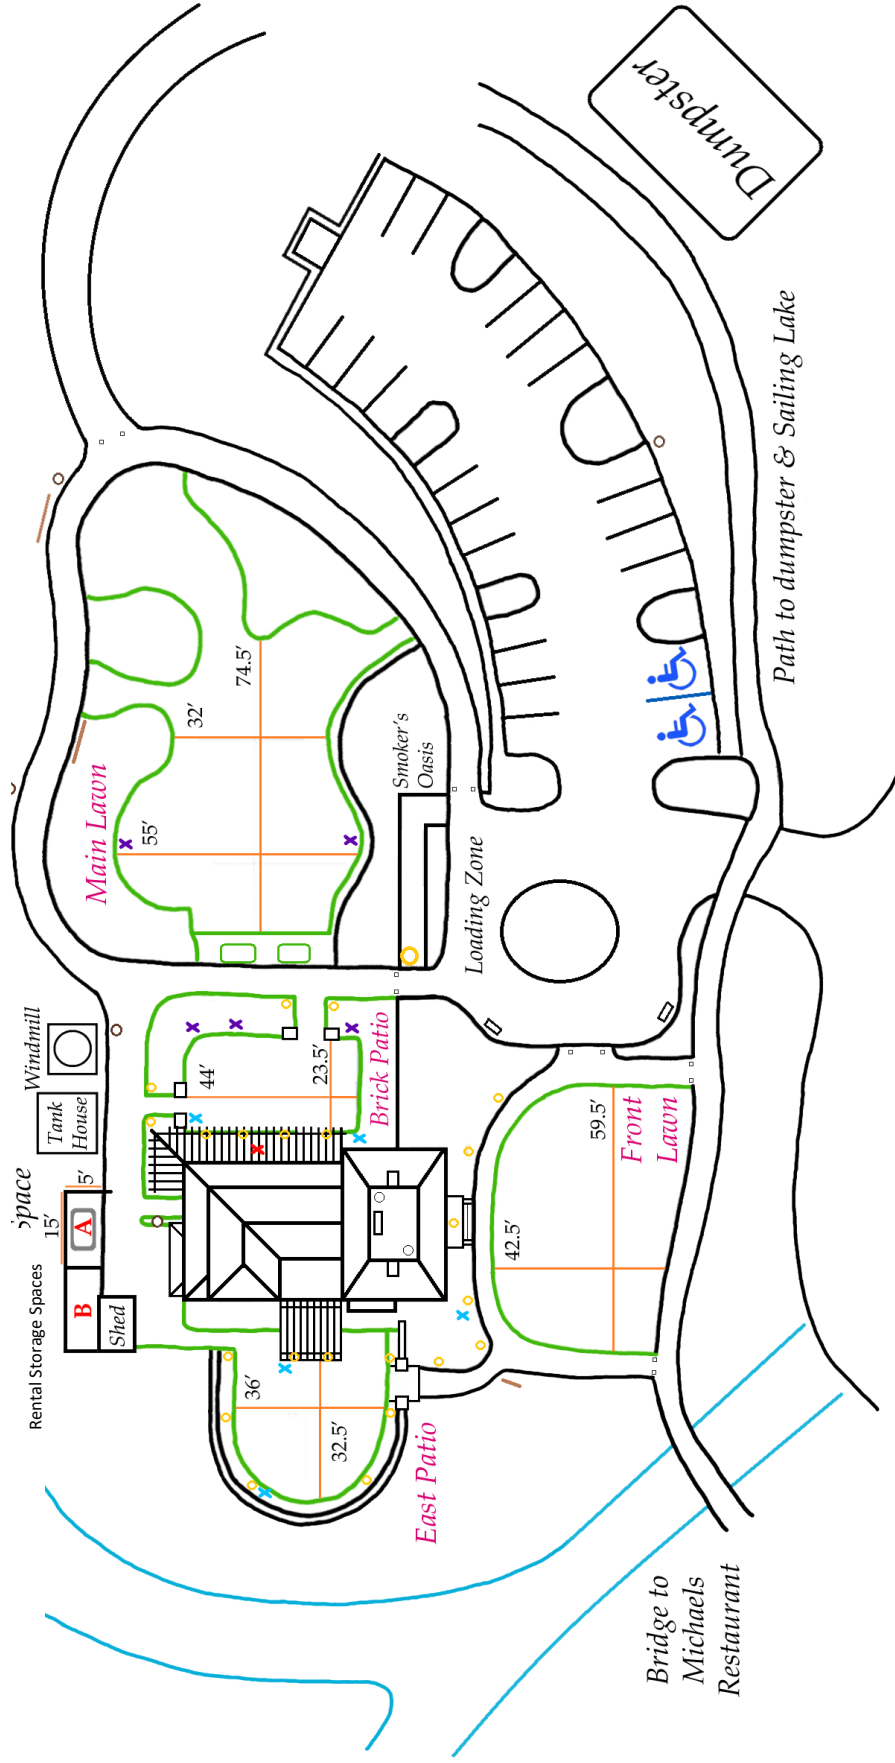 Dumpster
Path to dumpster & Sailing Lake
Main Lawn
74.5′
32′
55′
Smoker's
Oasis
Loading Zone
Windmill
Tank
House
44′
23.5′
Brick Patio
59.5′
Front
Lawn
42.5′
Space
15′
5′
A
B
Rental Storage Spaces
Shed
36′
32.5′
East Patio
Bridge to
Michaels
Restaurant